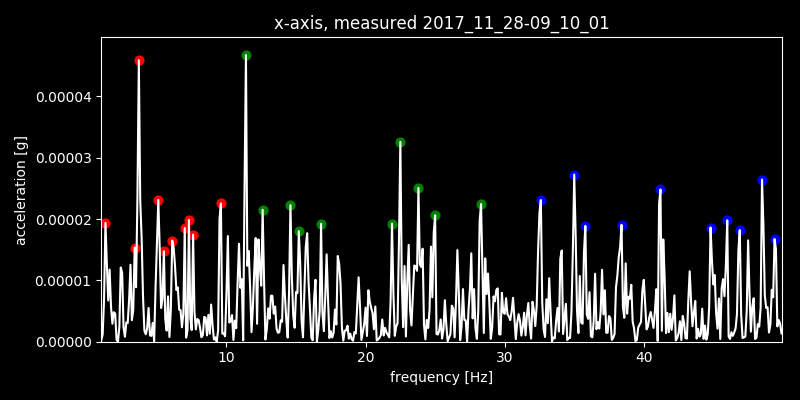 x-axis, measured 2017_11_28-09_10_01
acceleration [g]
0.00004
0.00003
0.00002
0.00001
0.00000
10 20 30 40
frequency [Hz]